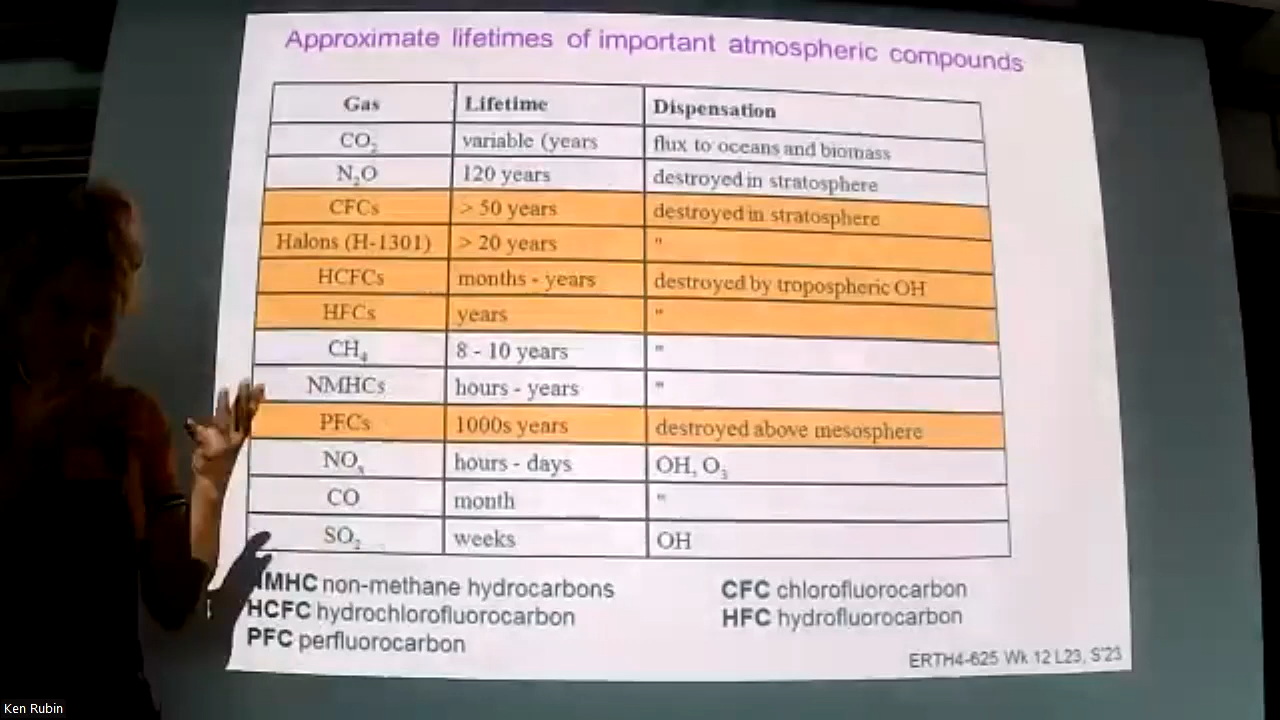 Approximate lifetimes of important atmospheric compounds
Gas Lifetime Dispensation
CO₂ variable (years flux to oceans and biomass
N₂O 120 years destroyed in stratosphere
CFCs > 50 years destroyed in stratosphere
Halons (H-1301) > 20 years "
HCFCs months - years destroyed by tropospheric OH
HFCs years "
CH₄ 8 - 10 years "
NMHCs hours - years "
PFCs 1000s years destroyed above mesosphere
NOₓ hours - days OH, O₃
CO month "
SO₂ weeks OH
NMHC non-methane hydrocarbons CFC chlorofluorocarbon
HCFC hydrochlorofluorocarbon HFC hydrofluorocarbon
PFC perfluorocarbon
ERTH4-625 Wk 12 L23, S'23
Ken Rubin